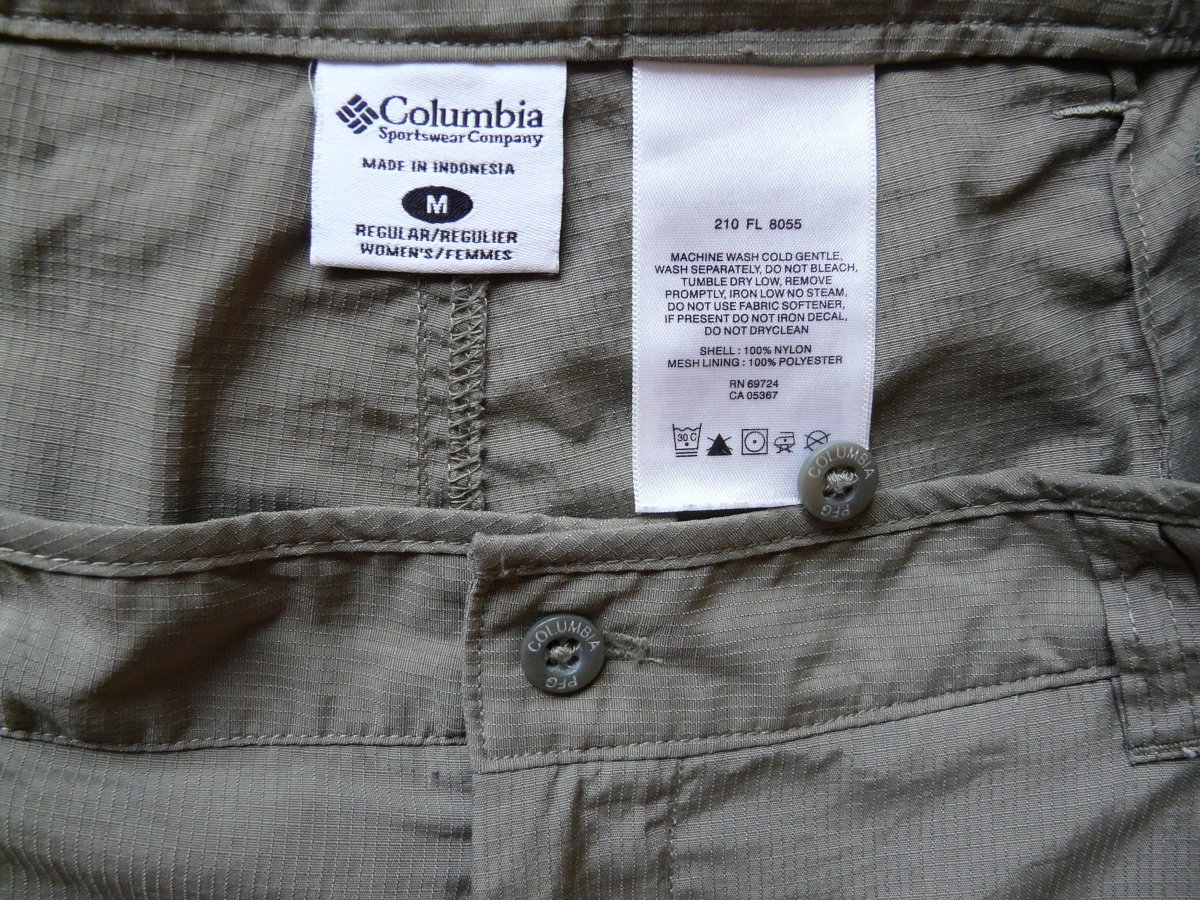 Columbia
Sportswear Company
MADE IN INDONESIA
M
REGULAR/REGULIER
WOMEN'S/FEMMES
210 FL 8055
MACHINE WASH COLD GENTLE,
WASH SEPARATELY, DO NOT BLEACH,
TUMBLE DRY LOW, REMOVE
PROMPTLY, IRON LOW NO STEAM,
DO NOT USE FABRIC SOFTENER,
IF PRESENT DO NOT IRON DECAL,
DO NOT DRYCLEAN
SHELL : 100% NYLON
MESH LINING : 100% POLYESTER
RN 69724
CA 05367
30 C
COLUMBIA
PFG
COLUMBIA
PFG